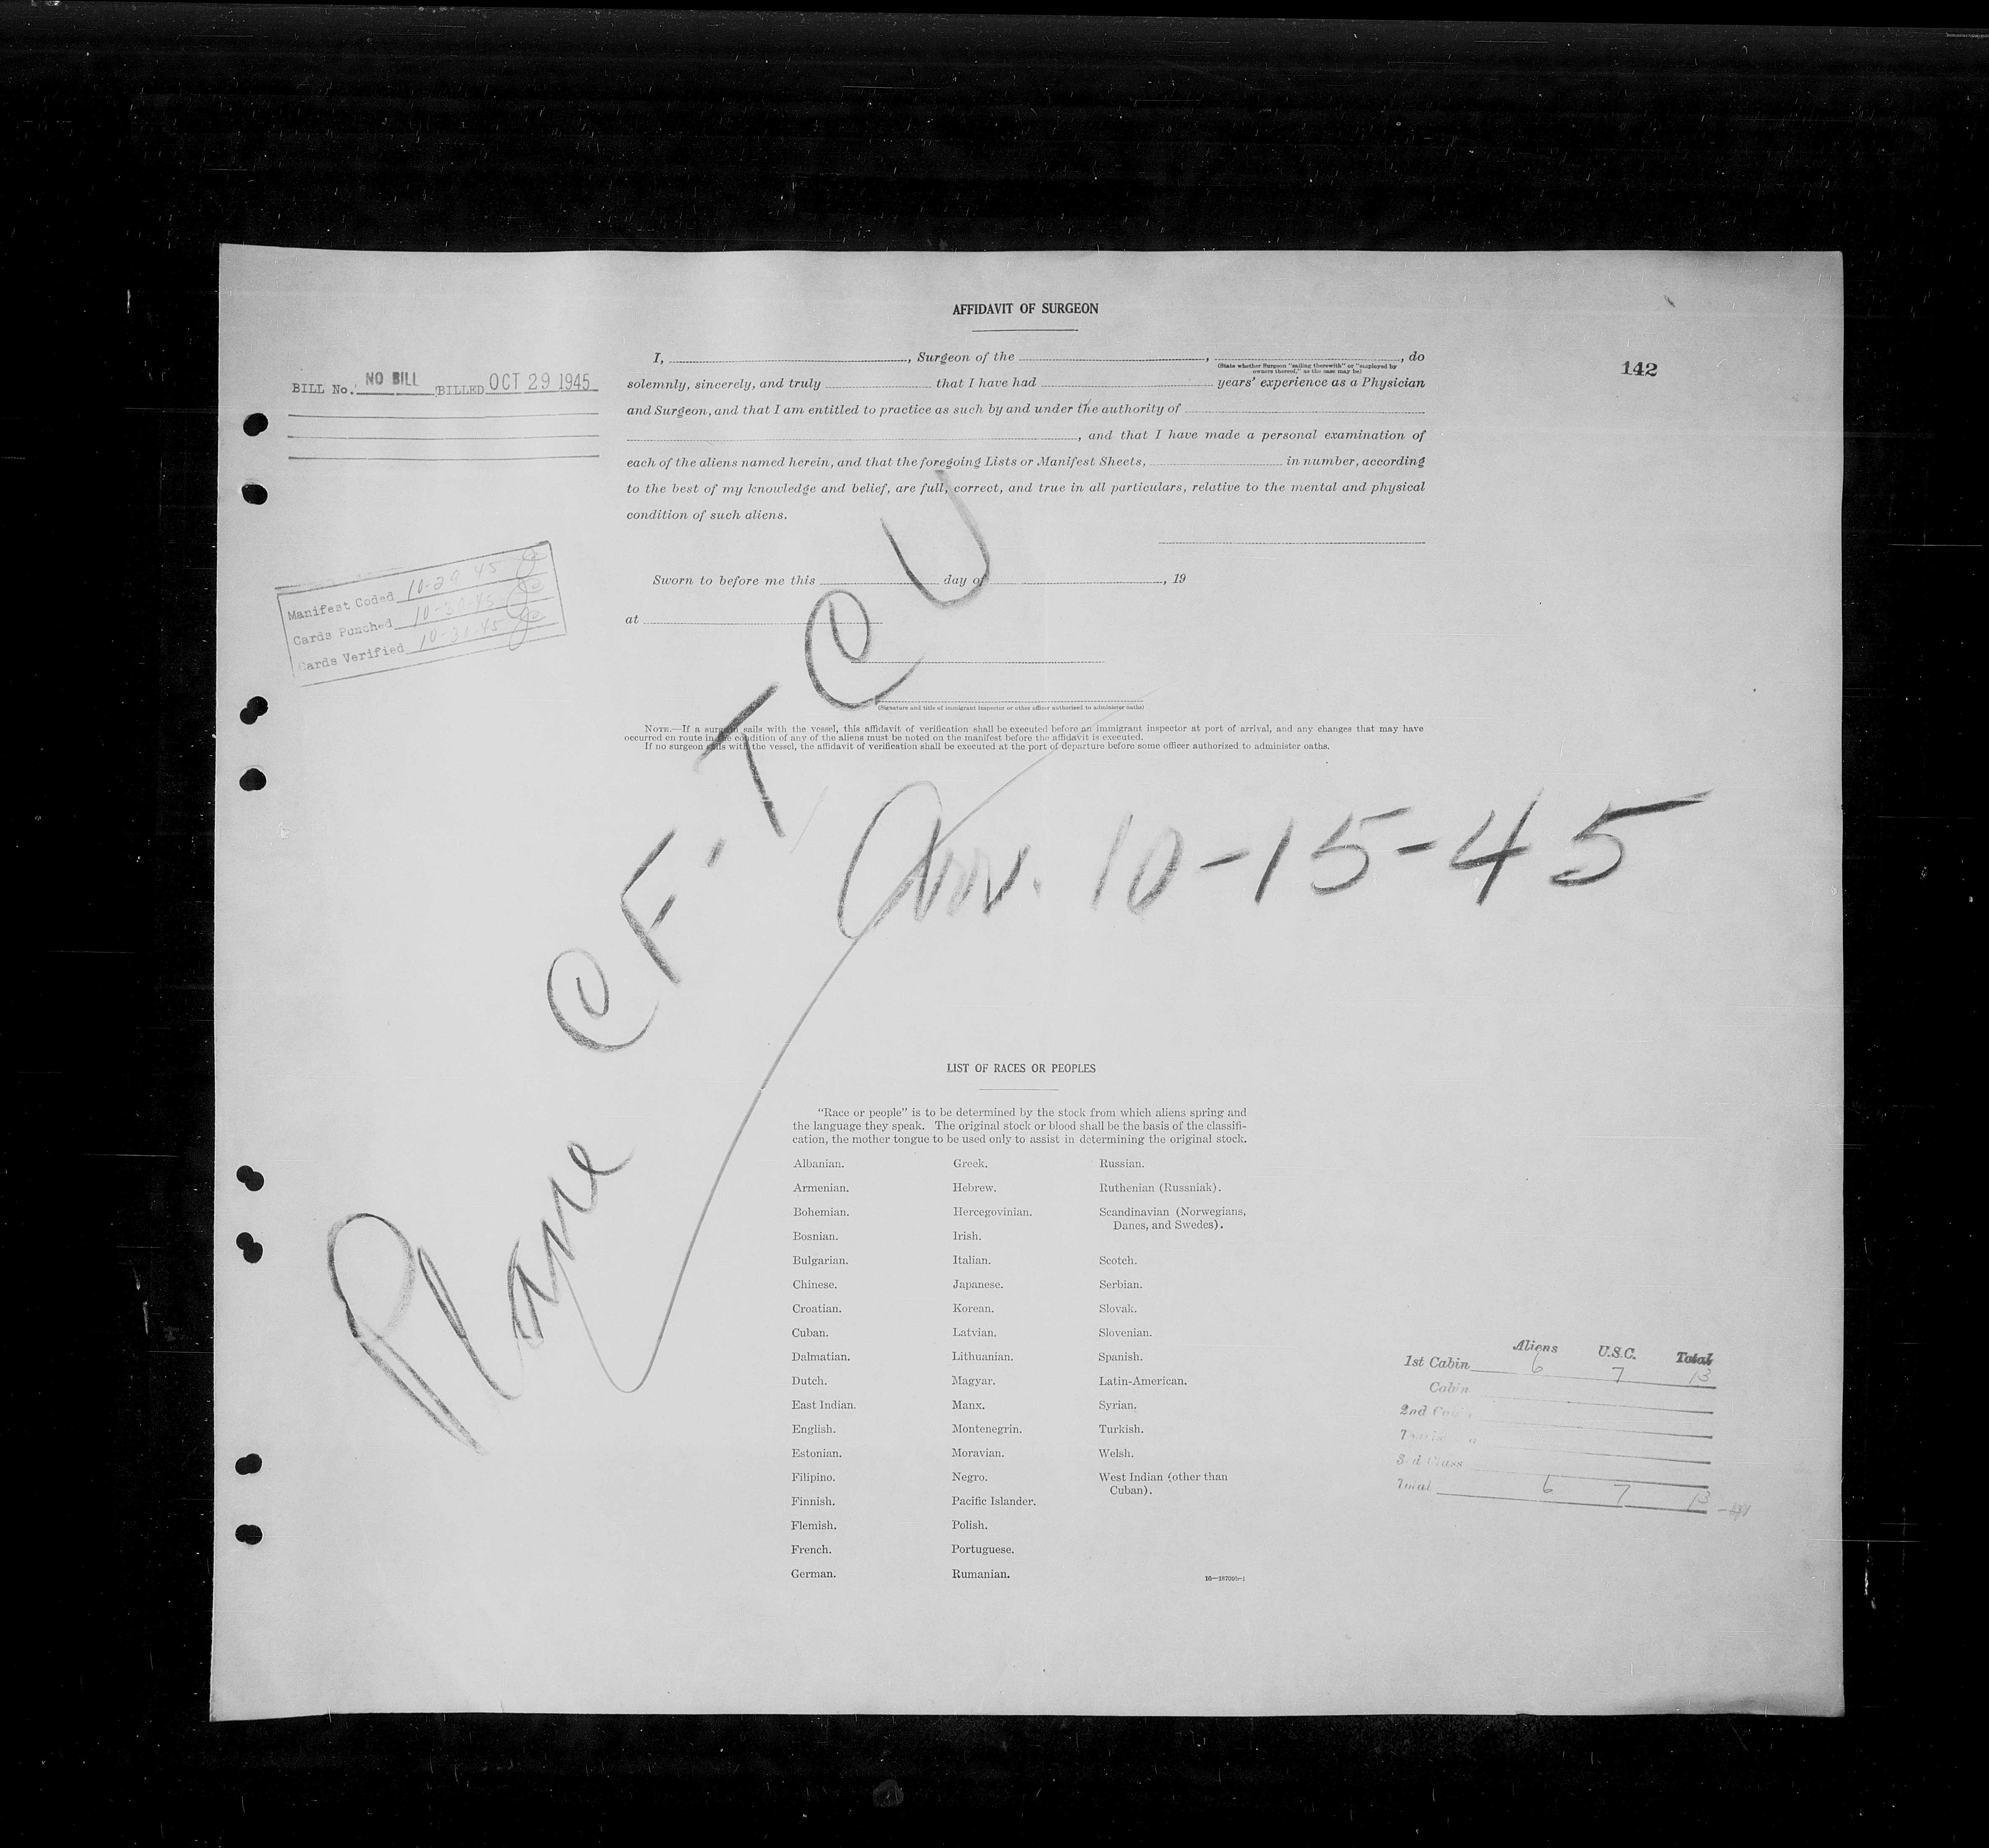 AFFIDAVIT OF SURGEON
I, , Surgeon of the , , do
(State whether Surgeon "sailing therewith" or "employed by
owners thereof," as the case may be)
solemnly, sincerely, and truly that I have had years' experience as a Physician
and Surgeon, and that I am entitled to practice as such by and under the authority of
, and that I have made a personal examination of
each of the aliens named herein, and that the foregoing Lists or Manifest Sheets, in number, according
to the best of my knowledge and belief, are full, correct, and true in all particulars, relative to the mental and physical
condition of such aliens.
142
BILL No. NO BILL BILLED OCT 29 1945
Manifest Coded 10-29 45
Cards Punched 10-30-45
Cards Verified 10-30-45
Sworn to before me this day of , 19
at
(Signature and title of immigrant inspector or other officer authorized to administer oaths)
NOTE.—If a surgeon sails with the vessel, this affidavit of verification shall be executed before an immigrant inspector at port of arrival, and any changes that may have
occurred en route in the condition of any of the aliens must be noted on the manifest before the affidavit is executed.
If no surgeon sails with the vessel, the affidavit of verification shall be executed at the port of departure before some officer authorized to administer oaths.
Plane CF-TCU
Arr. 10-15-45
LIST OF RACES OR PEOPLES
"Race or people" is to be determined by the stock from which aliens spring and
the language they speak. The original stock or blood shall be the basis of the classifi-
cation, the mother tongue to be used only to assist in determining the original stock.
Albanian. Greek. Russian.
Armenian. Hebrew. Ruthenian (Russniak).
Bohemian. Hercegovinian. Scandinavian (Norwegians,
Danes, and Swedes).
Bosnian. Irish.
Bulgarian. Italian. Scotch.
Chinese. Japanese. Serbian.
Croatian. Korean. Slovak.
Cuban. Latvian. Slovenian.
Dalmatian. Lithuanian. Spanish.
Dutch. Magyar. Latin-American.
East Indian. Manx. Syrian.
English. Montenegrin. Turkish.
Estonian. Moravian. Welsh.
Filipino. Negro. West Indian (other than
Cuban).
Finnish. Pacific Islander.
Flemish. Polish.
French. Portuguese.
German. Rumanian.
16—18709b-1
Aliens U.S.C. Total
1st Cabin 6 7 13
Cabin
2nd Cabin
3rd Class
Total 6 7 13